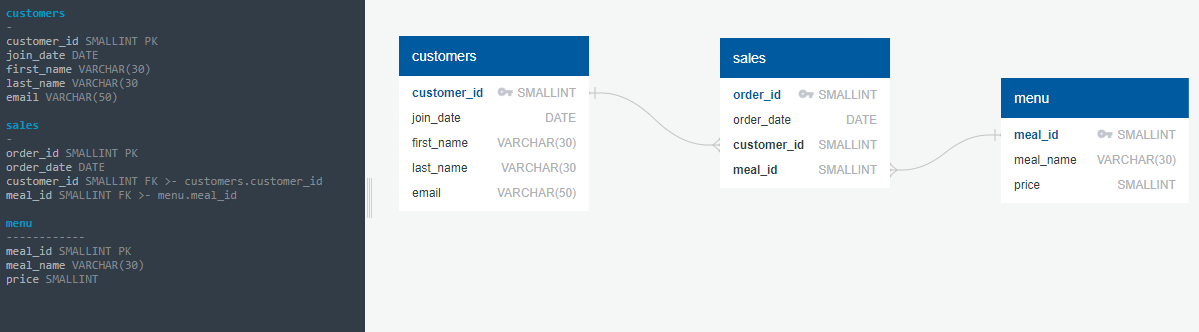 customers
-
customer_id SMALLINT PK
join_date DATE
first_name VARCHAR(30)
last_name VARCHAR(30
email VARCHAR(50)
sales
-
order_id SMALLINT PK
order_date DATE
customer_id SMALLINT FK >- customers.customer_id
meal_id SMALLINT FK >- menu.meal_id
menu
------------
meal_id SMALLINT PK
meal_name VARCHAR(30)
price SMALLINT
customers
customer_id SMALLINT
join_date DATE
first_name VARCHAR(30)
last_name VARCHAR(30
email VARCHAR(50)
sales
order_id SMALLINT
order_date DATE
customer_id SMALLINT
meal_id SMALLINT
menu
meal_id SMALLINT
meal_name VARCHAR(30)
price SMALLINT